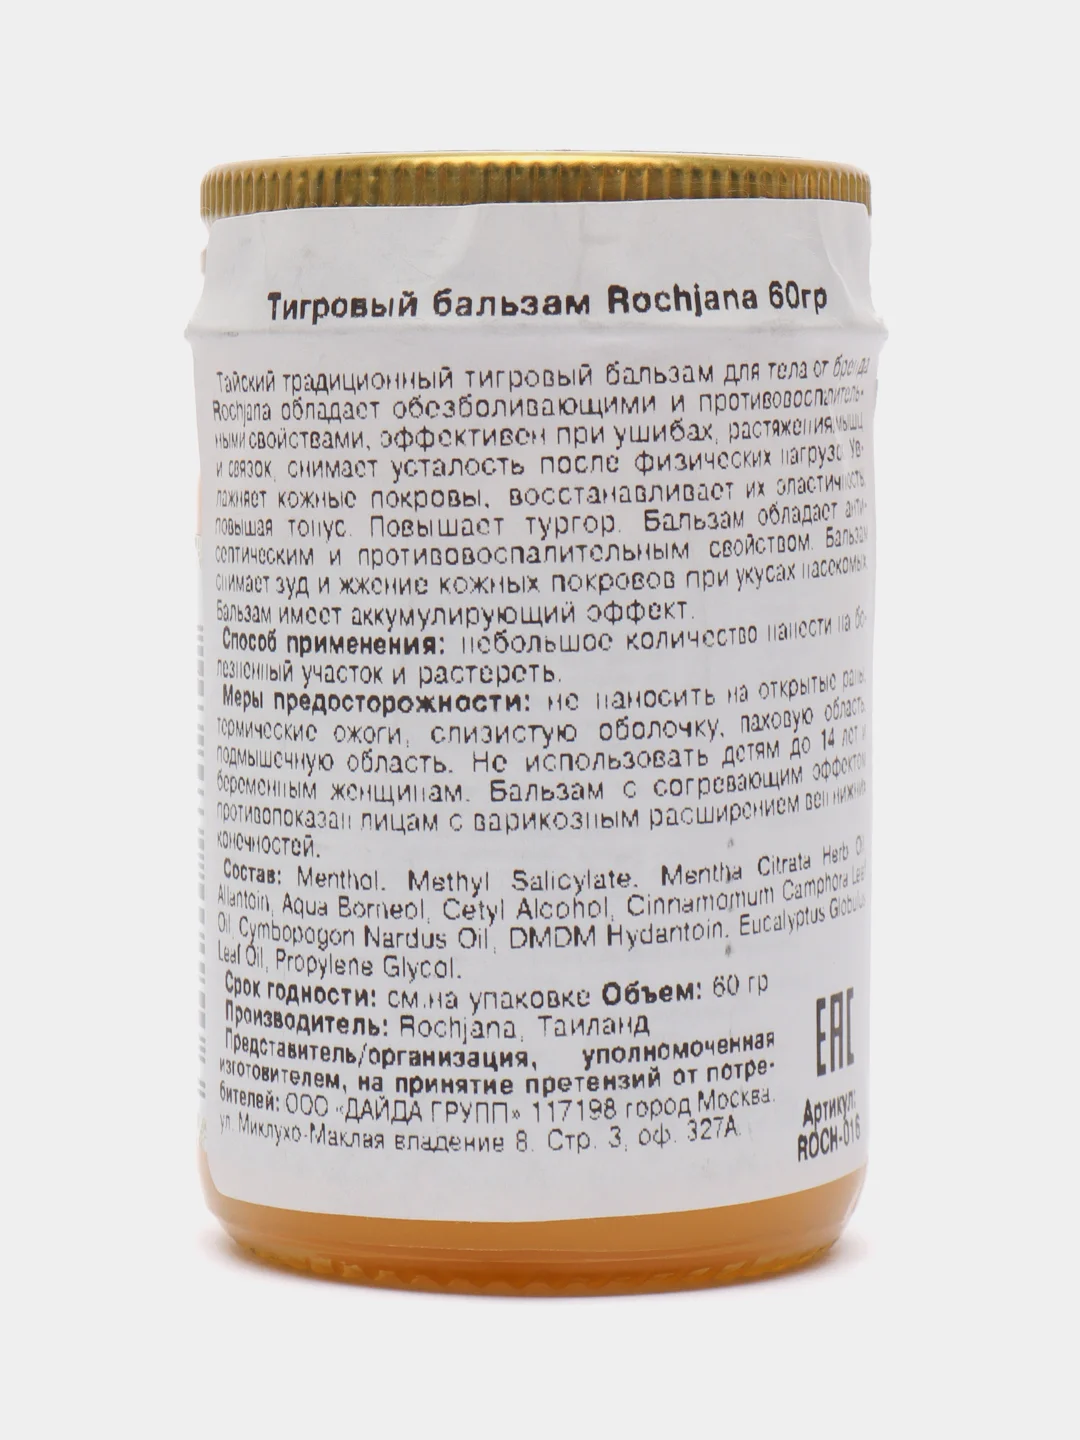 Тигровый бальзам Rochjana 60гр
Тайский традиционный тигровый бальзам для тела от бренда
Rochjana обладает обезболивающими и противовоспалитель-
ными свойствами, эффективен при ушибах, растяжениях мышц
и связок, снимает усталость после физических нагрузок. Ув-
лажняет кожные покровы, восстанавливает их эластичность,
повышая тонус. Повышает тургор. Бальзам обладает анти-
септическим и противовоспалительным свойством. Бальзам
снимает зуд и жжение кожных покровов при укусах насекомых.
Бальзам имеет аккумулирующий эффект.
Способ применения: небольшое количество нанести на бо-
лезненный участок и растереть.
Меры предосторожности: не наносить на открытые раны,
термические ожоги, слизистую оболочку, паховую область,
подмышечную область. Не использовать детям до 14 лет и
беременным женщинам. Бальзам с согревающим эффектом
противопоказан лицам с варикозным расширением вен нижних
конечностей.
Состав: Menthol. Methyl Salicylate. Mentha Citrata Herb Oil,
Allantoin, Aqua Borneol, Cetyl Alcohol, Cinnamomum Camphora Leaf
Oil, Cymbopogon Nardus Oil, DMDM Hydantoin. Eucalyptus Globulus
Leaf Oil, Propylene Glycol.
Срок годности: см.на упаковке Объем: 60 гр
Производитель: Rochjana, Таиланд
Представитель/организация, уполномоченная
изготовителем, на принятие претензий от потре-
бителей: ООО «ДАЙДА ГРУПП» 117198 город Москва.
ул. Миклухо-Маклая владение 8. Стр. 3, оф. 327А
EAC
Артикул:
ROCH-016